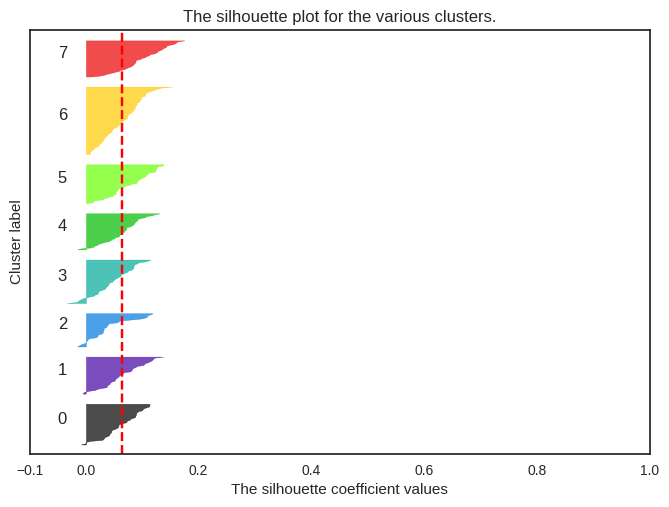 The silhouette plot for the various clusters.
7
6
5
4
3
2
1
0
Cluster label
−0.1 0.0 0.2 0.4 0.6 0.8 1.0
The silhouette coefficient values